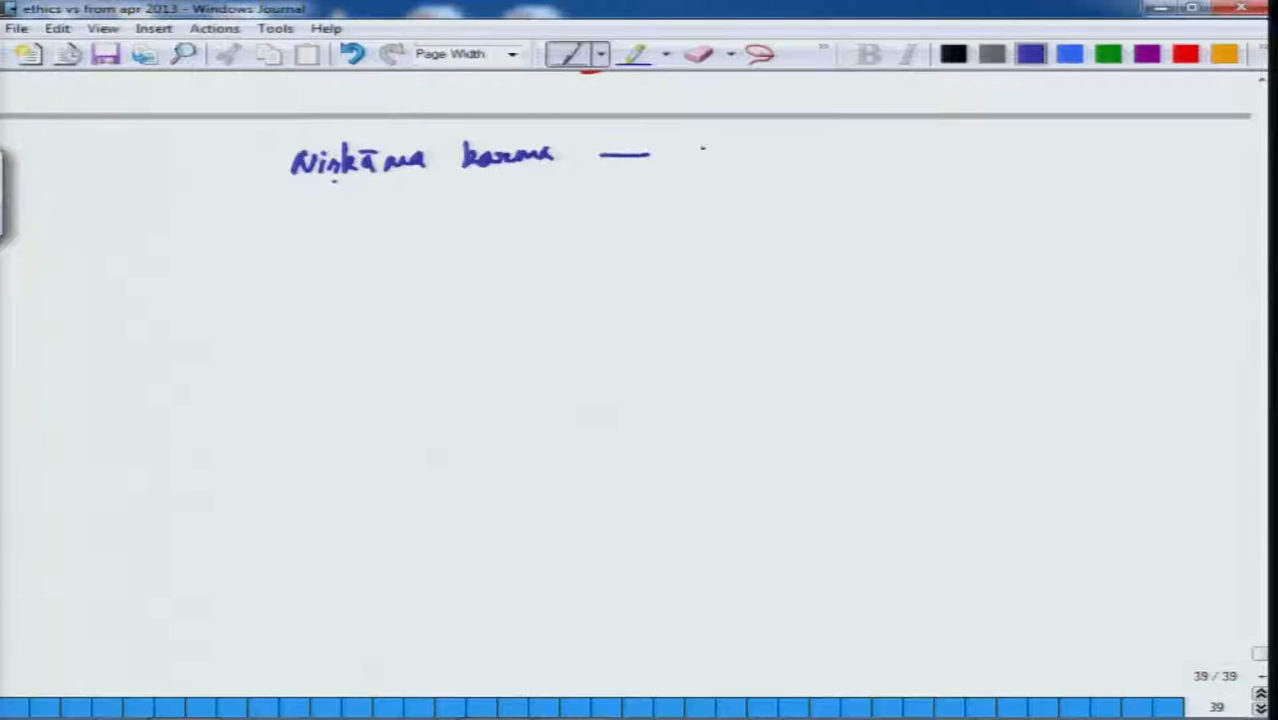 ethics vs from apr 2013 - Windows Journal
File Edit View Insert Actions Tools Help
Page Width B I
Niṣkāma karma —
39 / 39
39